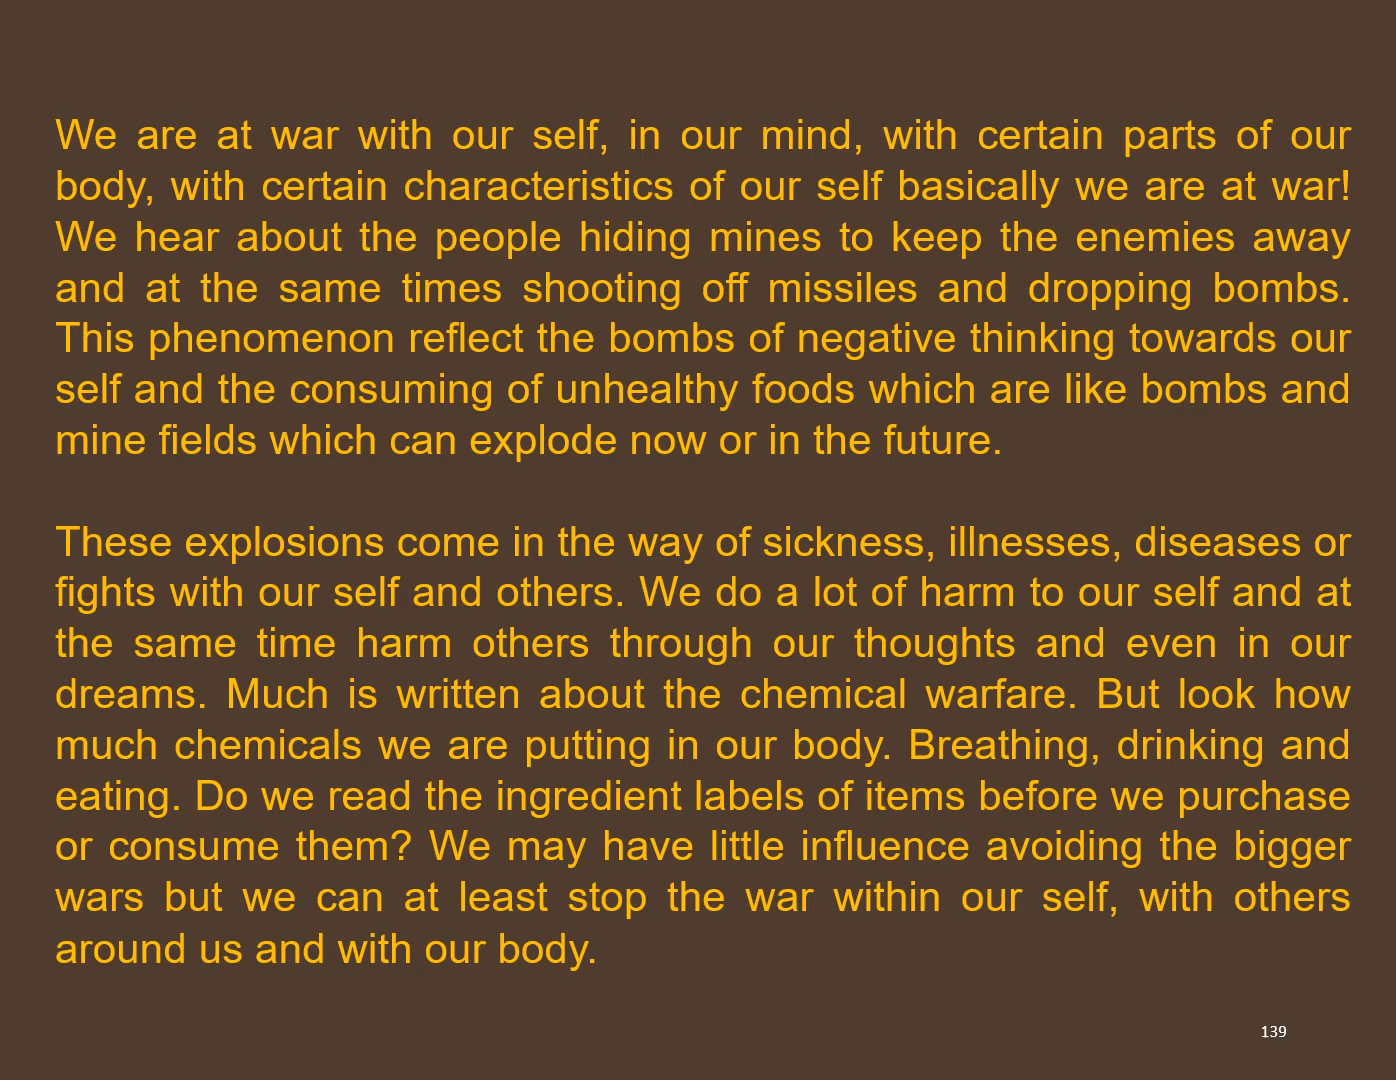 We are at war with our self, in our mind, with certain parts of our
body, with certain characteristics of our self basically we are at war!
We hear about the people hiding mines to keep the enemies away
and at the same times shooting off missiles and dropping bombs.
This phenomenon reflect the bombs of negative thinking towards our
self and the consuming of unhealthy foods which are like bombs and
mine fields which can explode now or in the future.
These explosions come in the way of sickness, illnesses, diseases or
fights with our self and others. We do a lot of harm to our self and at
the same time harm others through our thoughts and even in our
dreams. Much is written about the chemical warfare. But look how
much chemicals we are putting in our body. Breathing, drinking and
eating. Do we read the ingredient labels of items before we purchase
or consume them? We may have little influence avoiding the bigger
wars but we can at least stop the war within our self, with others
around us and with our body.
139